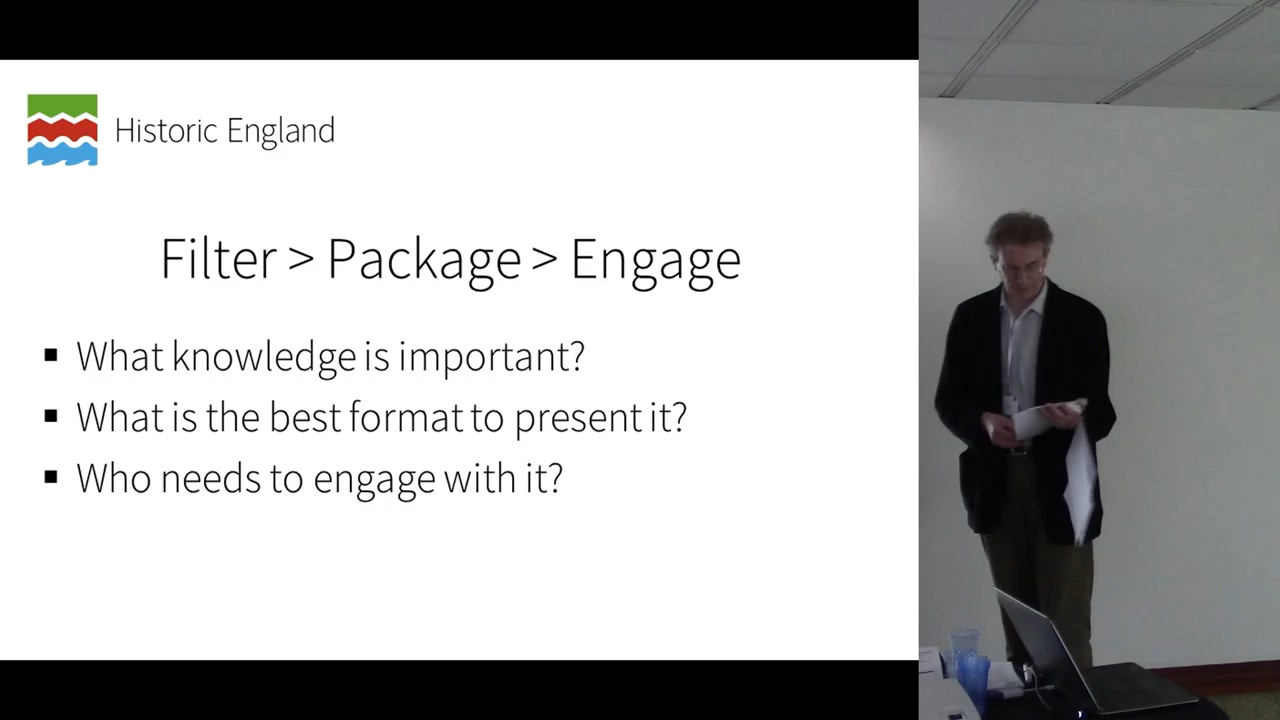 Historic England
Filter > Package > Engage
▪ What knowledge is important?
▪ What is the best format to present it?
▪ Who needs to engage with it?